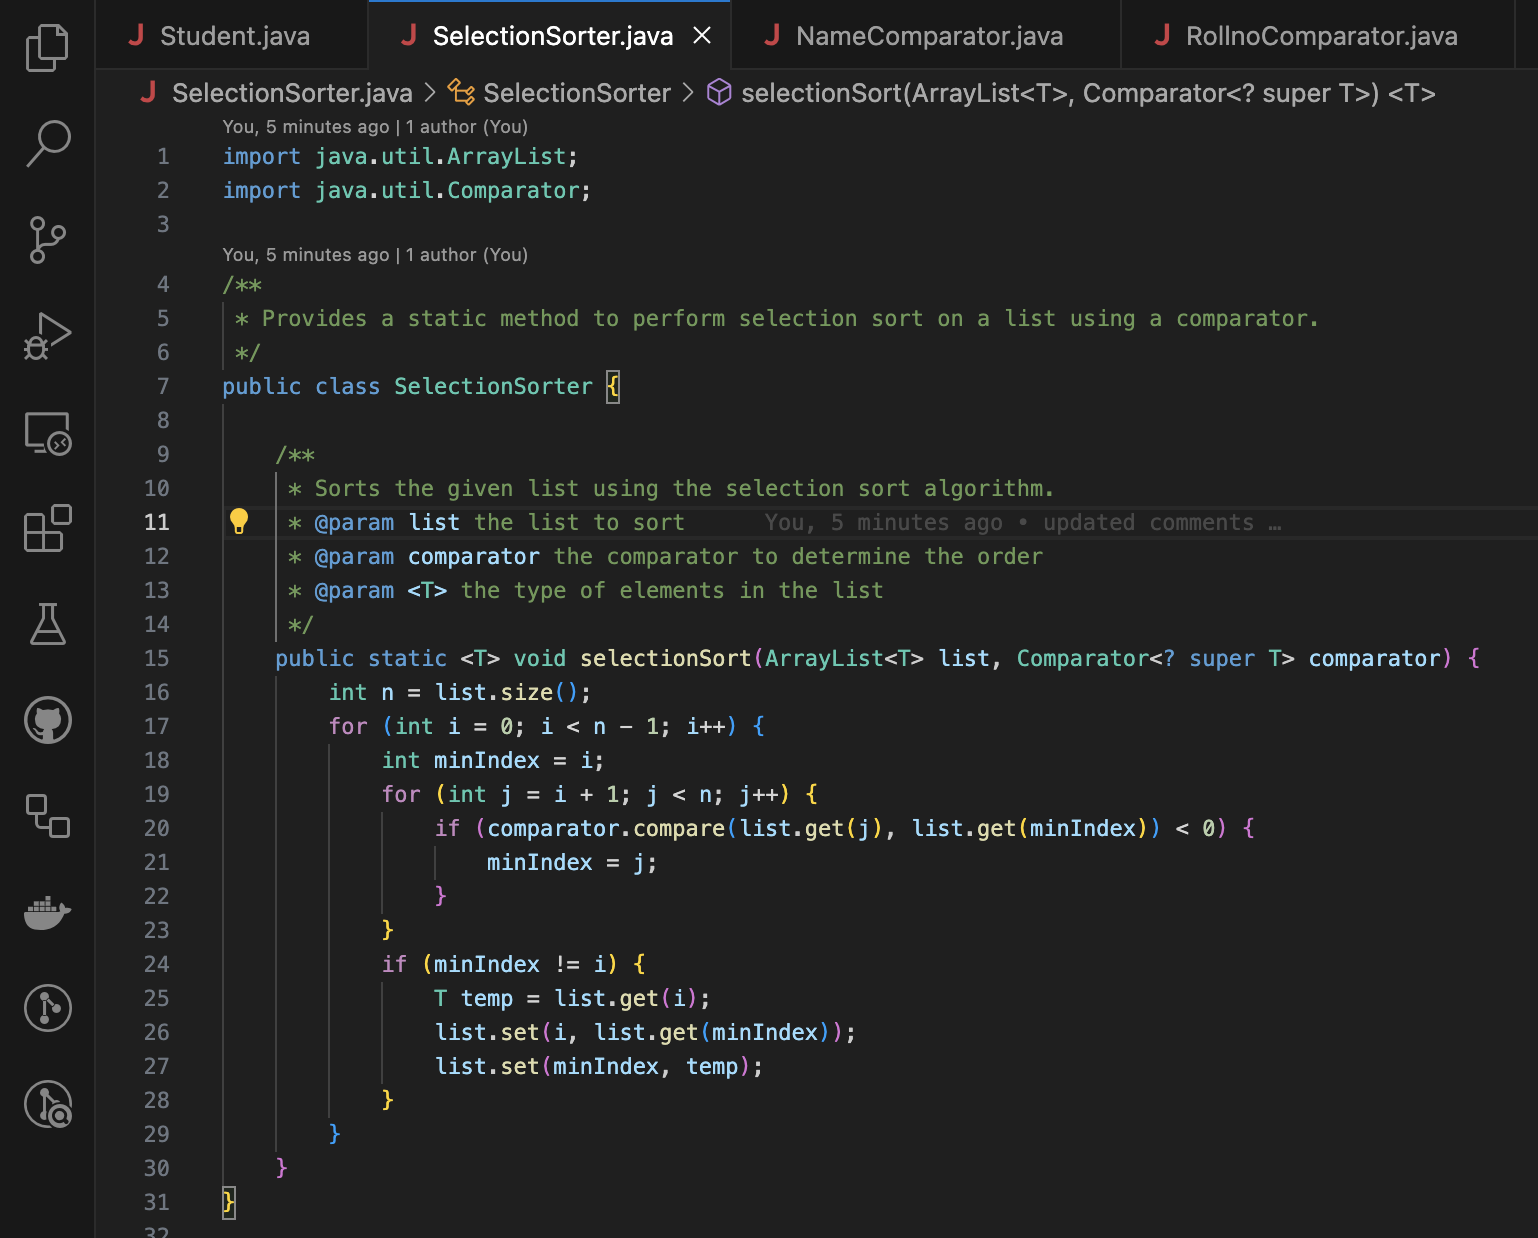 Student.java SelectionSorter.java NameComparator.java RollnoComparator.java
SelectionSorter.java > SelectionSorter > selectionSort(ArrayList<T>, Comparator<? super T>) <T>
You, 5 minutes ago | 1 author (You)
1 import java.util.ArrayList;
2 import java.util.Comparator;
3
You, 5 minutes ago | 1 author (You)
4 /**
5  * Provides a static method to perform selection sort on a list using a comparator.
6  */
7 public class SelectionSorter {
8
9     /**
10      * Sorts the given list using the selection sort algorithm.
11      * @param list the list to sort      You, 5 minutes ago • updated comments …
12      * @param comparator the comparator to determine the order
13      * @param <T> the type of elements in the list
14      */
15     public static <T> void selectionSort(ArrayList<T> list, Comparator<? super T> comparator) {
16         int n = list.size();
17         for (int i = 0; i < n - 1; i++) {
18             int minIndex = i;
19             for (int j = i + 1; j < n; j++) {
20                 if (comparator.compare(list.get(j), list.get(minIndex)) < 0) {
21                     minIndex = j;
22                 }
23             }
24             if (minIndex != i) {
25                 T temp = list.get(i);
26                 list.set(i, list.get(minIndex));
27                 list.set(minIndex, temp);
28             }
29         }
30     }
31 }
32